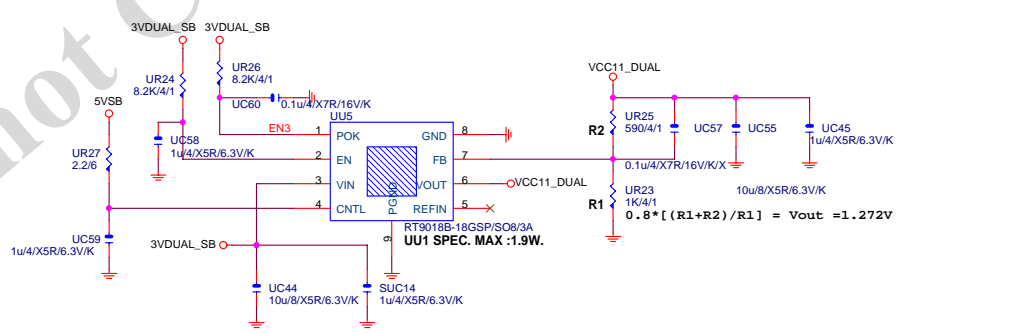 not C
3VDUAL_SB
3VDUAL_SB
UR24
8.2K/4/1
UR26
8.2K/4/1
UC60
0.1u/4/X7R/16V/K
5VSB
UR27
2.2/6
UC58
1u/4/X5R/6.3V/K
UC59
1u/4/X5R/6.3V/K
3VDUAL_SB
UC44
10u/8/X5R/6.3V/K
SUC14
1u/4/X5R/6.3V/K
EN3
UU5
1
POK
GND
8
2
EN
FB
7
3
VIN
VOUT
6
4
CNTL
REFIN
5
PGND
9
RT9018B-18GSP/SO8/3A
UU1 SPEC. MAX :1.9W.
VCC11_DUAL
VCC11_DUAL
R2
UR25
590/4/1
UC57
0.1u/4/X7R/16V/K/X
UC55
10u/8/X5R/6.3V/K
UC45
1u/4/X5R/6.3V/K
R1
UR23
1K/4/1
0.8*[(R1+R2)/R1] = Vout =1.272V